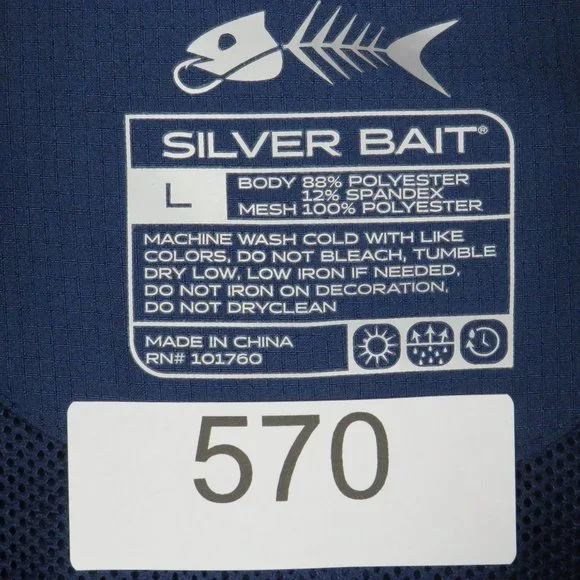 SILVER BAIT®
L
BODY 88% POLYESTER
12% SPANDEX
MESH 100% POLYESTER
MACHINE WASH COLD WITH LIKE
COLORS, DO NOT BLEACH, TUMBLE
DRY LOW, LOW IRON IF NEEDED,
DO NOT IRON ON DECORATION,
DO NOT DRYCLEAN
MADE IN CHINA
RN# 101760
570